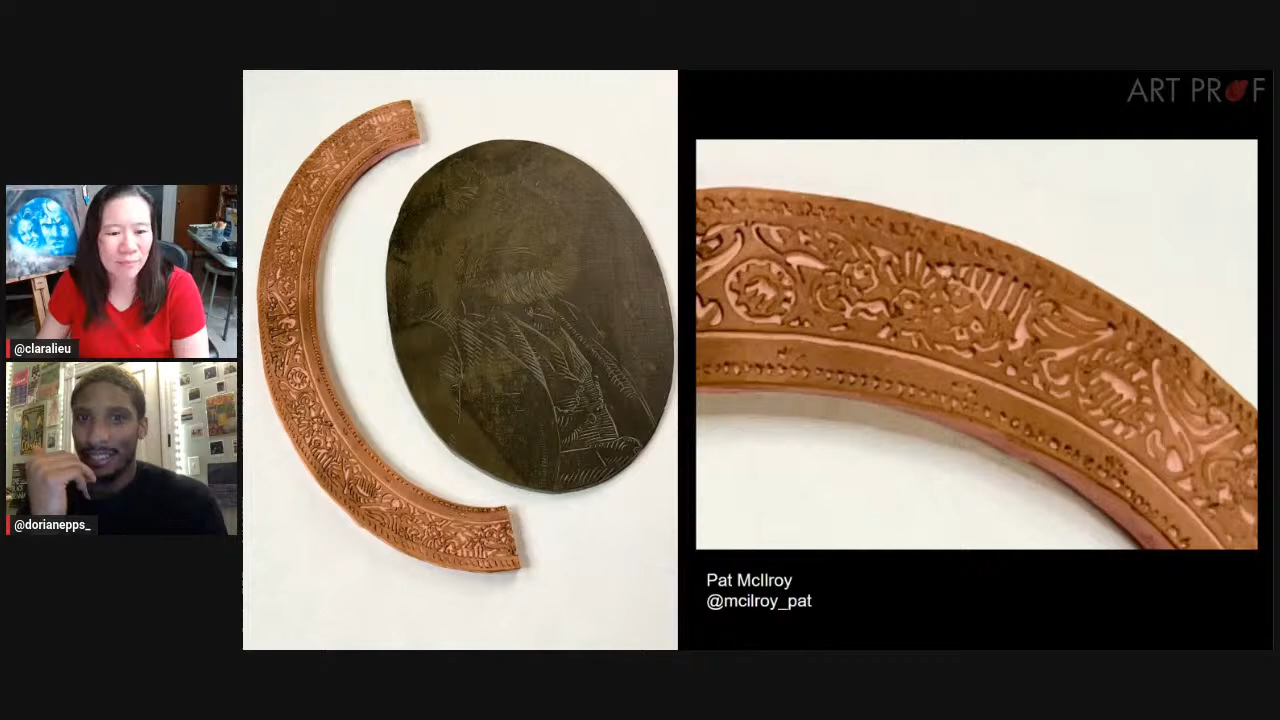 ART PROF
@claralieu
@dorianepps_
Pat McIlroy
@mcilroy_pat